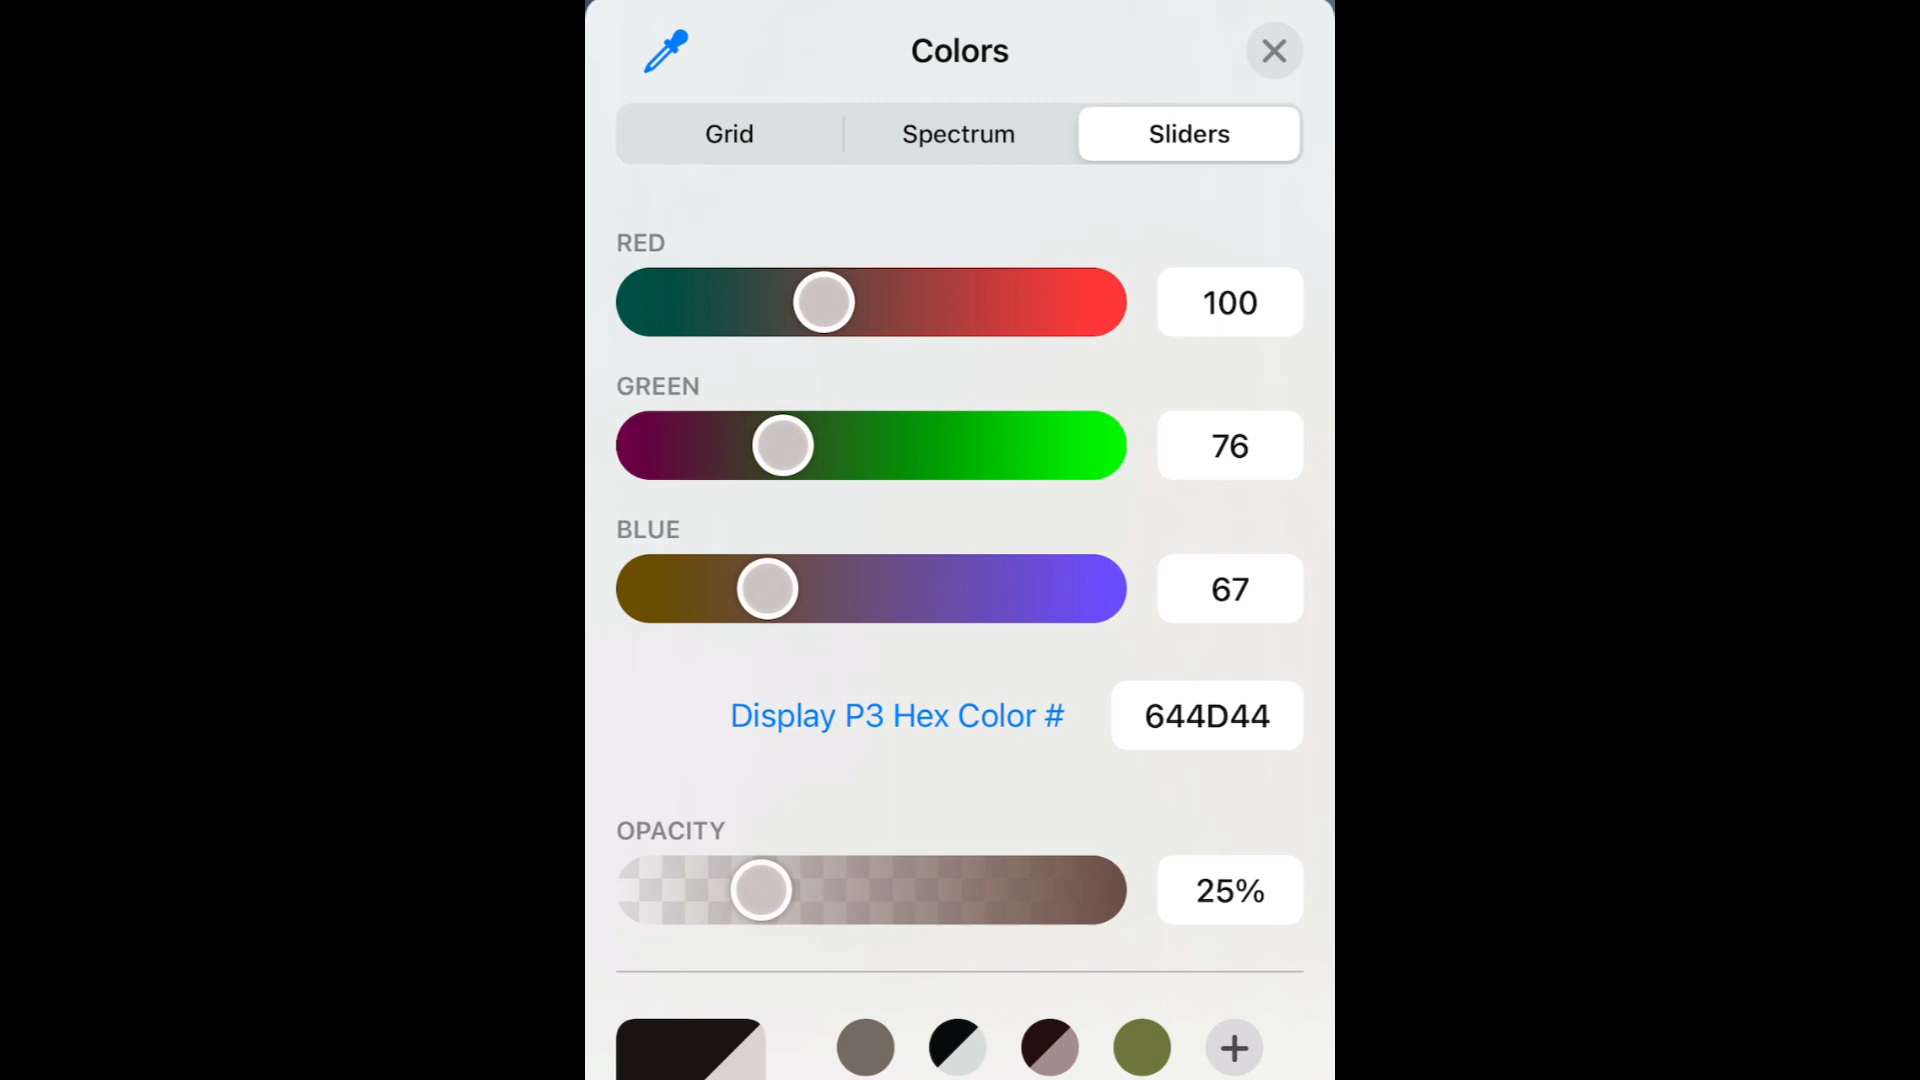 Colors
Grid Spectrum Sliders
RED
100
GREEN
76
BLUE
67
Display P3 Hex Color # 644D44
OPACITY
25%